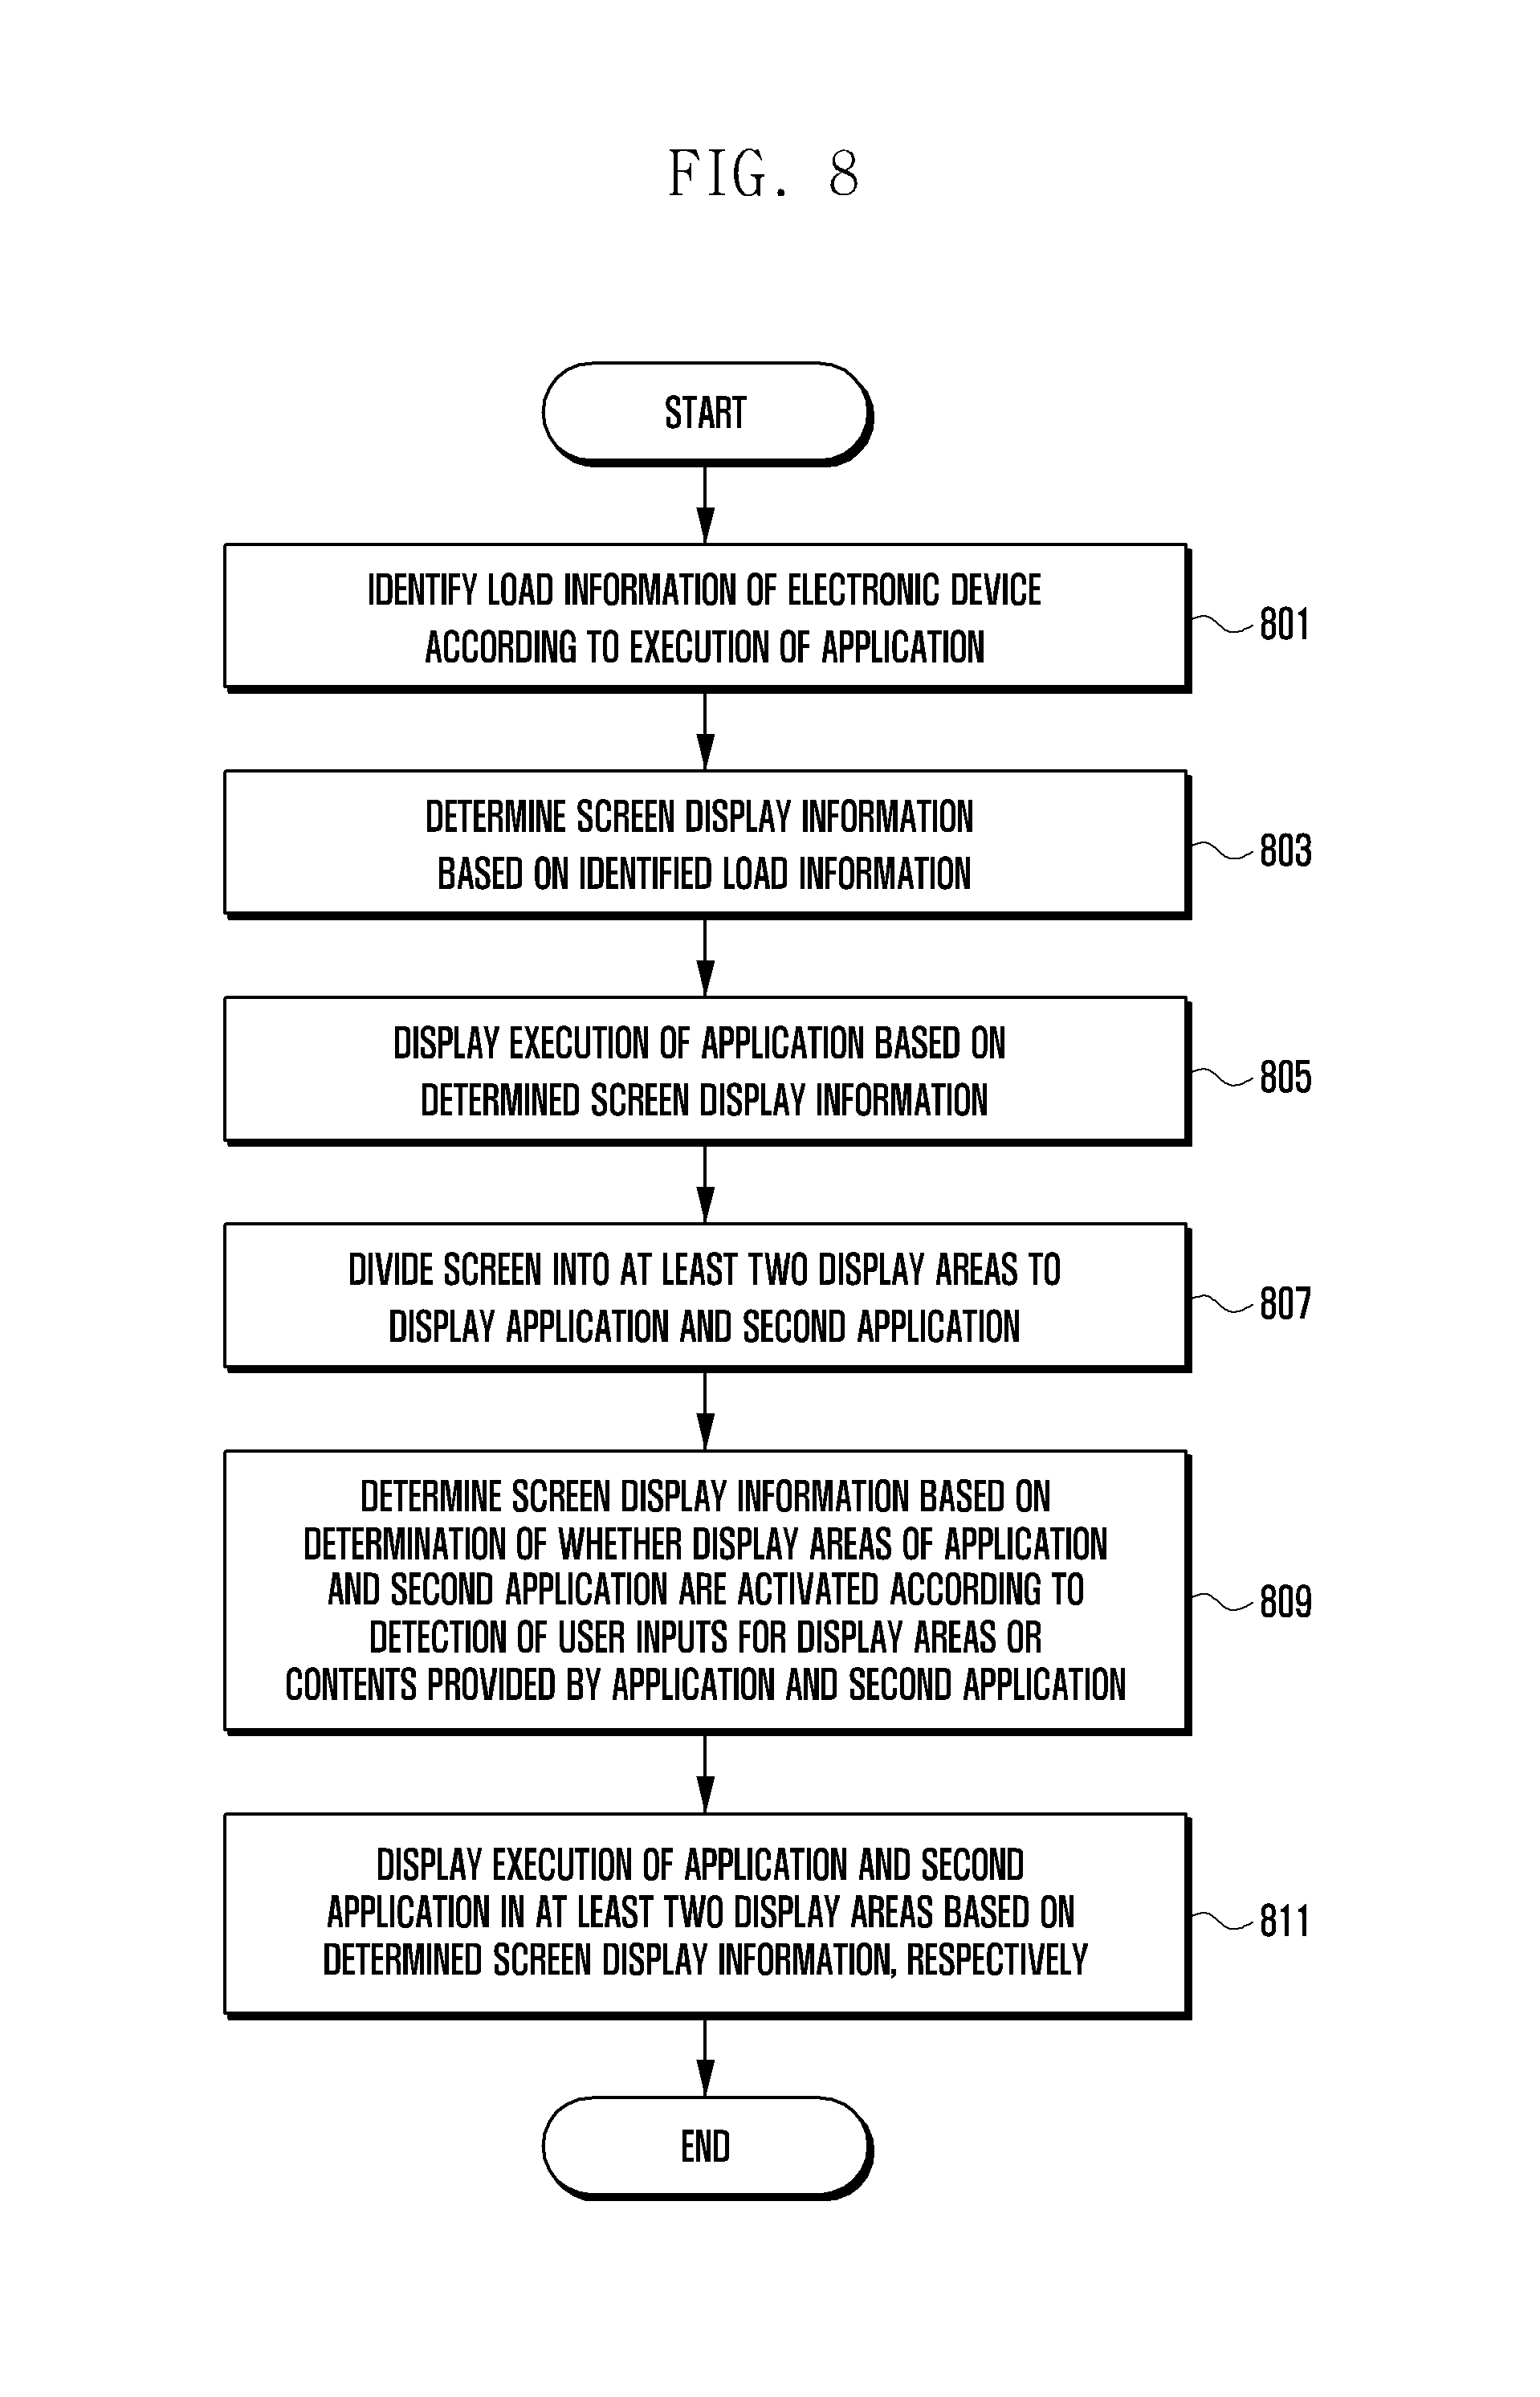 FIG. 8
START
IDENTIFY LOAD INFORMATION OF ELECTRONIC DEVICE
ACCORDING TO EXECUTION OF APPLICATION
801
DETERMINE SCREEN DISPLAY INFORMATION
BASED ON IDENTIFIED LOAD INFORMATION
803
DISPLAY EXECUTION OF APPLICATION BASED ON
DETERMINED SCREEN DISPLAY INFORMATION
805
DIVIDE SCREEN INTO AT LEAST TWO DISPLAY AREAS TO
DISPLAY APPLICATION AND SECOND APPLICATION
807
DETERMINE SCREEN DISPLAY INFORMATION BASED ON
DETERMINATION OF WHETHER DISPLAY AREAS OF APPLICATION
AND SECOND APPLICATION ARE ACTIVATED ACCORDING TO
DETECTION OF USER INPUTS FOR DISPLAY AREAS OR
CONTENTS PROVIDED BY APPLICATION AND SECOND APPLICATION
809
DISPLAY EXECUTION OF APPLICATION AND SECOND
APPLICATION IN AT LEAST TWO DISPLAY AREAS BASED ON
DETERMINED SCREEN DISPLAY INFORMATION, RESPECTIVELY
811
END